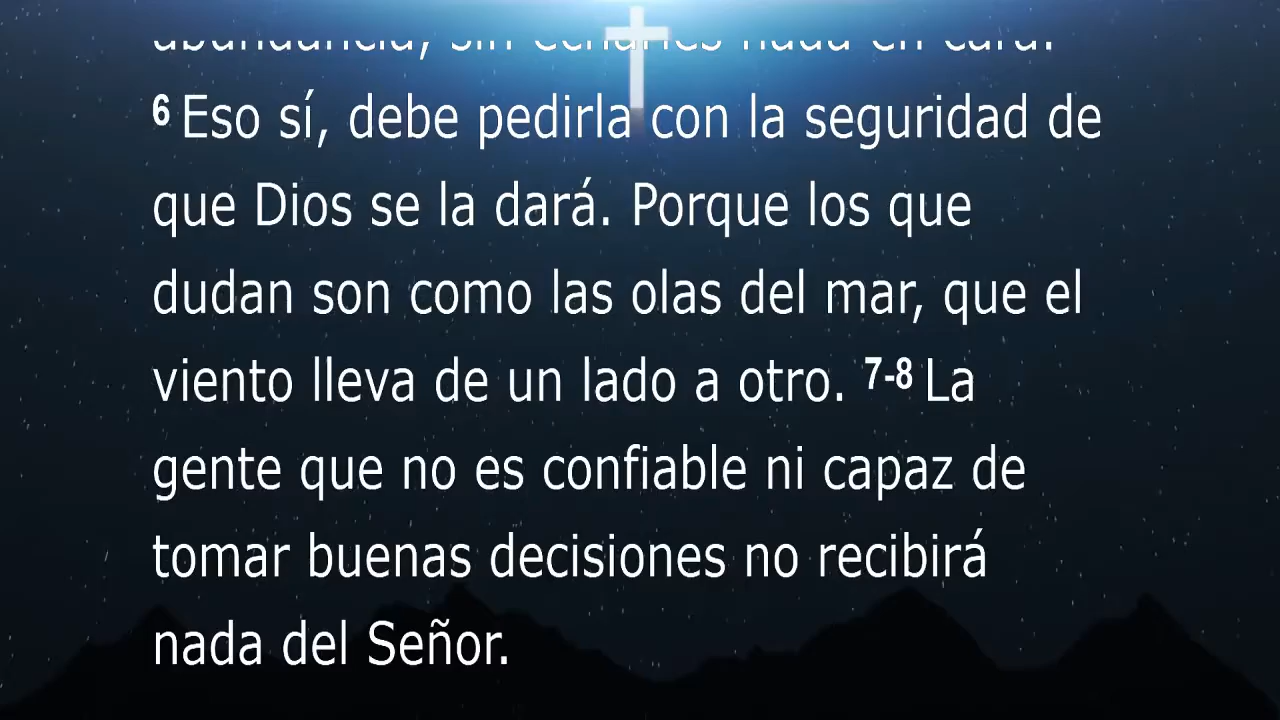 abundancia, sin echarles nada en cara.
6 Eso sí, debe pedirla con la seguridad de
que Dios se la dará. Porque los que
dudan son como las olas del mar, que el
viento lleva de un lado a otro. 7-8 La
gente que no es confiable ni capaz de
tomar buenas decisiones no recibirá
nada del Señor.